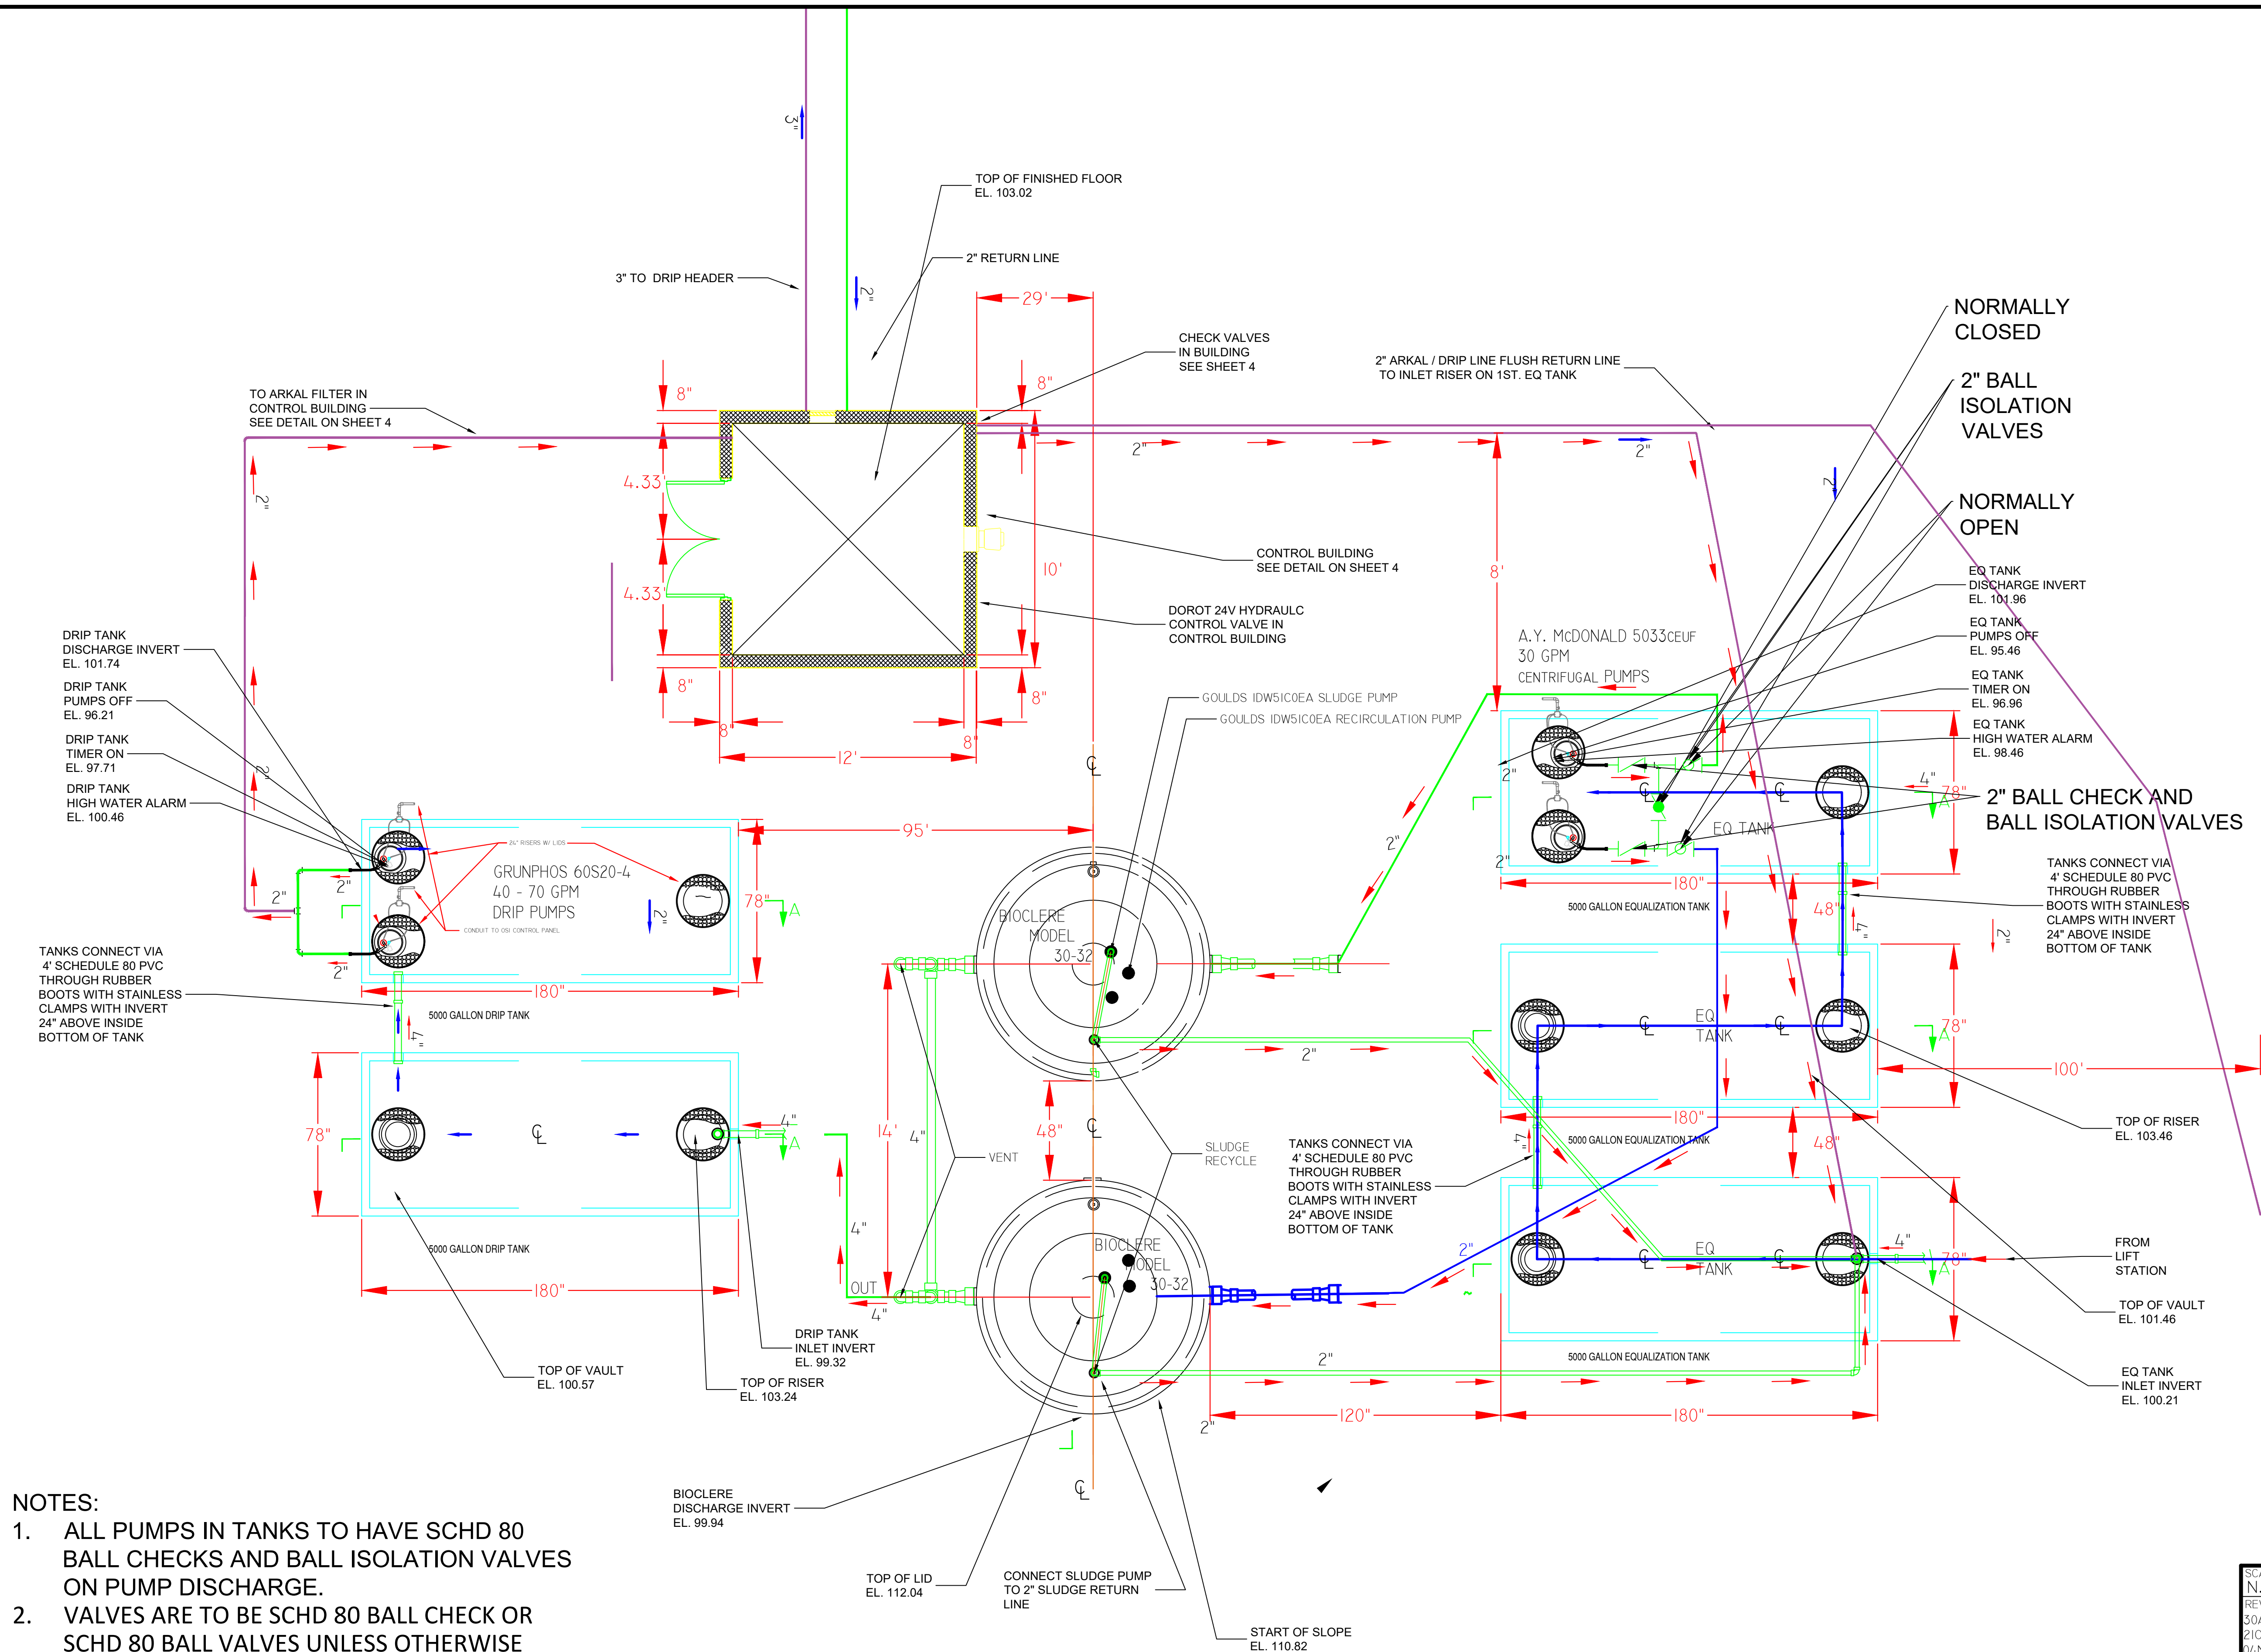 3"
TOP OF FINISHED FLOOR
EL. 103.02
2" RETURN LINE
3" TO DRIP HEADER
2"
29'
NORMALLY
CLOSED
CHECK VALVES
IN BUILDING
SEE SHEET 4
2" ARKAL / DRIP LINE FLUSH RETURN LINE
TO INLET RISER ON 1ST. EQ TANK
2" BALL
ISOLATION
VALVES
TO ARKAL FILTER IN
CONTROL BUILDING
SEE DETAIL ON SHEET 4
8"
8"
2"
2"
2"
2"
4.33'
4.33'
10'
8'
NORMALLY
OPEN
CONTROL BUILDING
SEE DETAIL ON SHEET 4
DOROT 24V HYDRAULC
CONTROL VALVE IN
CONTROL BUILDING
EQ TANK
DISCHARGE INVERT
EL. 101.96
EQ TANK
PUMPS OFF
EL. 95.46
EQ TANK
TIMER ON
EL. 96.96
EQ TANK
HIGH WATER ALARM
EL. 98.46
A.Y. McDONALD 5033CEUF
30 GPM
CENTRIFUGAL PUMPS
DRIP TANK
DISCHARGE INVERT
EL. 101.74
DRIP TANK
PUMPS OFF
EL. 96.21
DRIP TANK
TIMER ON
EL. 97.71
DRIP TANK
HIGH WATER ALARM
EL. 100.46
8"
8"
8"
8"
12'
GOULDS IDW51C0EA SLUDGE PUMP
GOULDS IDW51C0EA RECIRCULATION PUMP
2"
2"
4"
78"
A
2" BALL CHECK AND
BALL ISOLATION VALVES
95'
26" RISERS W/ LIDS
GRUNPHOS 60S20-4
40 - 70 GPM
DRIP PUMPS
CONDUIT TO OSI CONTROL PANEL
2"
2"
2"
2"
78"
A
2"
EQ TANK
2"
180"
5000 GALLON EQUALIZATION TANK
48"
4"
2"
TANKS CONNECT VIA
4' SCHEDULE 80 PVC
THROUGH RUBBER
BOOTS WITH STAINLESS
CLAMPS WITH INVERT
24" ABOVE INSIDE
BOTTOM OF TANK
TANKS CONNECT VIA
4' SCHEDULE 80 PVC
THROUGH RUBBER
BOOTS WITH STAINLESS
CLAMPS WITH INVERT
24" ABOVE INSIDE
BOTTOM OF TANK
180"
5000 GALLON DRIP TANK
4"
BIOCLERE
MODEL
30-32
EQ
TANK
78"
A
100'
2"
180"
5000 GALLON EQUALIZATION TANK
48"
4"
TOP OF RISER
EL. 103.46
78"
4"
A
14'
4"
48"
VENT
SLUDGE
RECYCLE
TANKS CONNECT VIA
4' SCHEDULE 80 PVC
THROUGH RUBBER
BOOTS WITH STAINLESS
CLAMPS WITH INVERT
24" ABOVE INSIDE
BOTTOM OF TANK
5000 GALLON DRIP TANK
180"
4"
OUT
4"
BIOCLERE
MODEL
30-32
2"
EQ
TANK
4"
78"
A
FROM
LIFT
STATION
TOP OF VAULT
EL. 101.46
EQ TANK
INLET INVERT
EL. 100.21
DRIP TANK
INLET INVERT
EL. 99.32
TOP OF VAULT
EL. 100.57
TOP OF RISER
EL. 103.24
2"
5000 GALLON EQUALIZATION TANK
2"
120"
180"
BIOCLERE
DISCHARGE INVERT
EL. 99.94
TOP OF LID
EL. 112.04
CONNECT SLUDGE PUMP
TO 2" SLUDGE RETURN
LINE
START OF SLOPE
EL. 110.82
NOTES:
1. ALL PUMPS IN TANKS TO HAVE SCHD 80
BALL CHECKS AND BALL ISOLATION VALVES
ON PUMP DISCHARGE.
2. VALVES ARE TO BE SCHD 80 BALL CHECK OR
SCHD 80 BALL VALVES UNLESS OTHERWISE